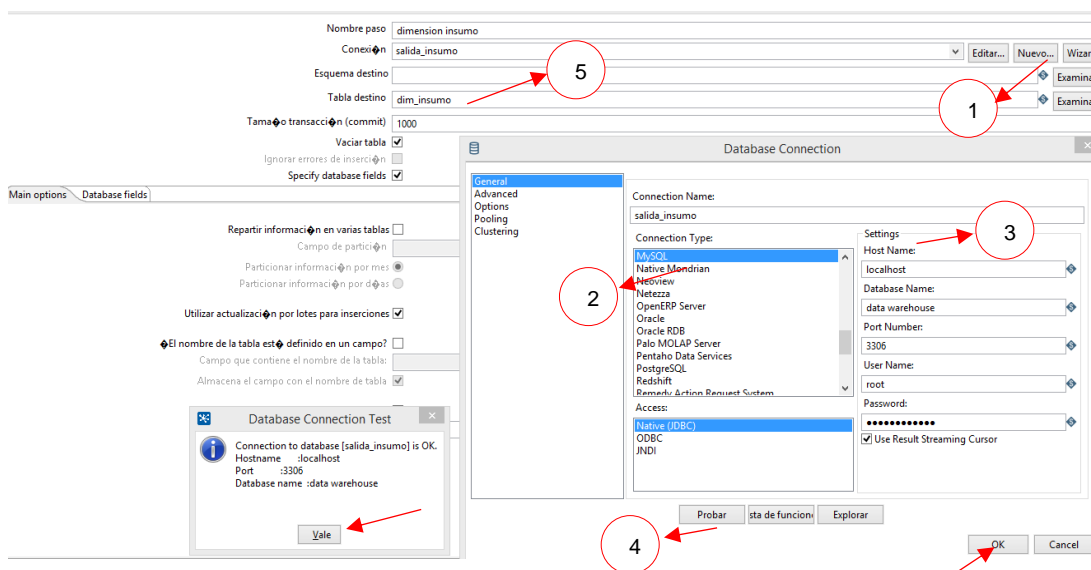 Nombre paso dimension insumo
Conexi�n salida_insumo Editar... Nuevo... Wizar
Esquema destino Examina
5
Tabla destino dim_insumo Examina
1
Tama�o transacci�n (commit) 1000
Vaciar tabla
Ignorar errores de inserci�n
Specify database fields
Main options Database fields
Repartir informaci�n en varias tablas
Campo de partici�n
Particionar informaci�n por mes
Particionar informaci�n por d�as
Utilizar actualizaci�n por lotes para inserciones
�El nombre de la tabla est� definido en un campo?
Campo que contiene el nombre de la tabla:
Almacena el campo con el nombre de tabla
Database Connection
General
Advanced
Options
Pooling
Clustering
Connection Name:
salida_insumo
Connection Type:
MySQL
Native Mondrian
Neoview
Netezza
OpenERP Server
Oracle
Oracle RDB
Palo MOLAP Server
Pentaho Data Services
PostgreSQL
Redshift
Remedy Action Request System
2
Access:
Native (JDBC)
ODBC
JNDI
Settings
3
Host Name:
localhost
Database Name:
data warehouse
Port Number:
3306
User Name:
root
Password:
●●●●●●●●●●●●
Use Result Streaming Cursor
Probar sta de funcion Explorar
4
OK Cancel
Database Connection Test
Connection to database [salida_insumo] is OK.
Hostname :localhost
Port :3306
Database name :data warehouse
Vale